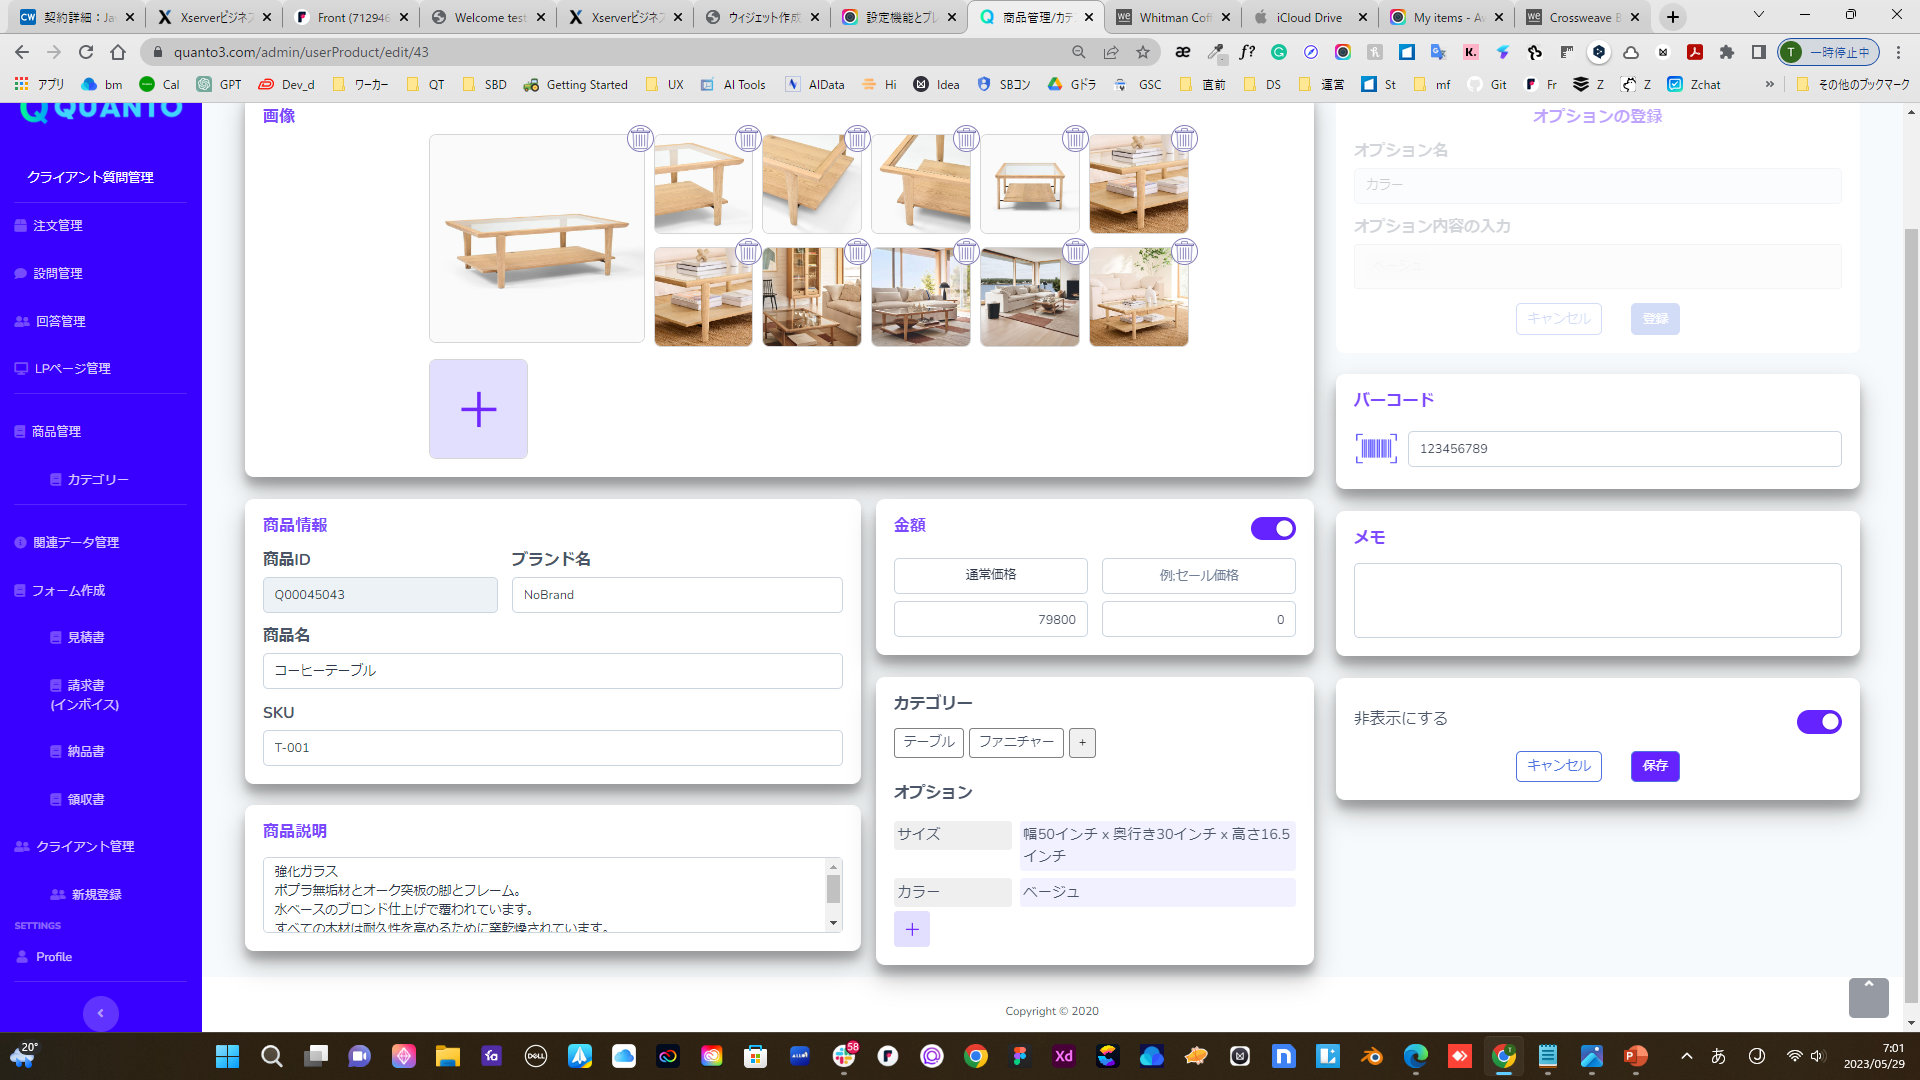 契約詳細：Ja
Xserverビジネス
Front (712946
Welcome test
Xserverビジネス
ウィジェット作成
設定機能とプレ
商品管理/カテ
Whitman Coff
iCloud Drive
My items - Av
Crossweave B
quanto3.com/admin/userProduct/edit/43
一時停止中
アプリ
bm
Cal
GPT
Dev_d
ワーカー
QT
SBD
Getting Started
UX
AI Tools
AIData
Hi
Idea
SBコン
Gドラ
GSC
直前
DS
運営
St
mf
Git
Fr
Z
Z
Zchat
その他のブックマーク
QUANTO
クライアント質問管理
注文管理
設問管理
回答管理
LPページ管理
商品管理
カテゴリー
関連データ管理
フォーム作成
見積書
請求書
(インボイス)
納品書
領収書
クライアント管理
新規登録
SETTINGS
Profile
画像
商品情報
商品ID
ブランド名
Q00045043
NoBrand
商品名
コーヒーテーブル
SKU
T-001
商品説明
強化ガラス
ポプラ無垢材とオーク突板の脚とフレーム。
水ベースのブロンド仕上げで覆われています。
すべての木材は耐久性を高めるために窯乾燥されています。
金額
通常価格
例;セール価格
79800
0
カテゴリー
テーブル
ファニチャー
+
オプション
サイズ
幅50インチ x 奥行き30インチ x 高さ16.5
インチ
カラー
ベージュ
オプションの登録
オプション名
カラー
オプション内容の入力
ベージュ
キャンセル
登録
バーコード
123456789
メモ
非表示にする
キャンセル
保存
Copyright © 2020
20°
58
7:01
2023/05/29